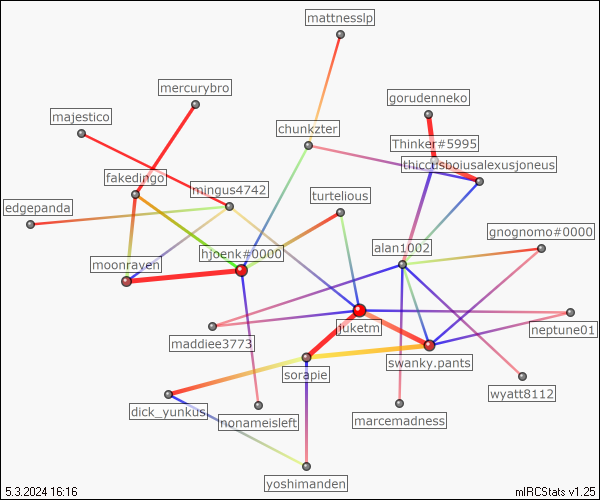 mattnesslp
mercurybro
gorudenneko
majestico
chunkzter
Thinker#5995
thiccusboiusalexusjoneus
fakedingo
mingus4742
turtelious
edgepanda
gnognomo#0000
alan1002
hjoenk#0000
moonraven
juketm
neptune01
maddiee3773
swanky.pants
sorapie
wyatt8112
dick_yunkus
nonameisleft
marcemadness
yoshimanden
5.3.2024 16:16
mIRCStats v1.25